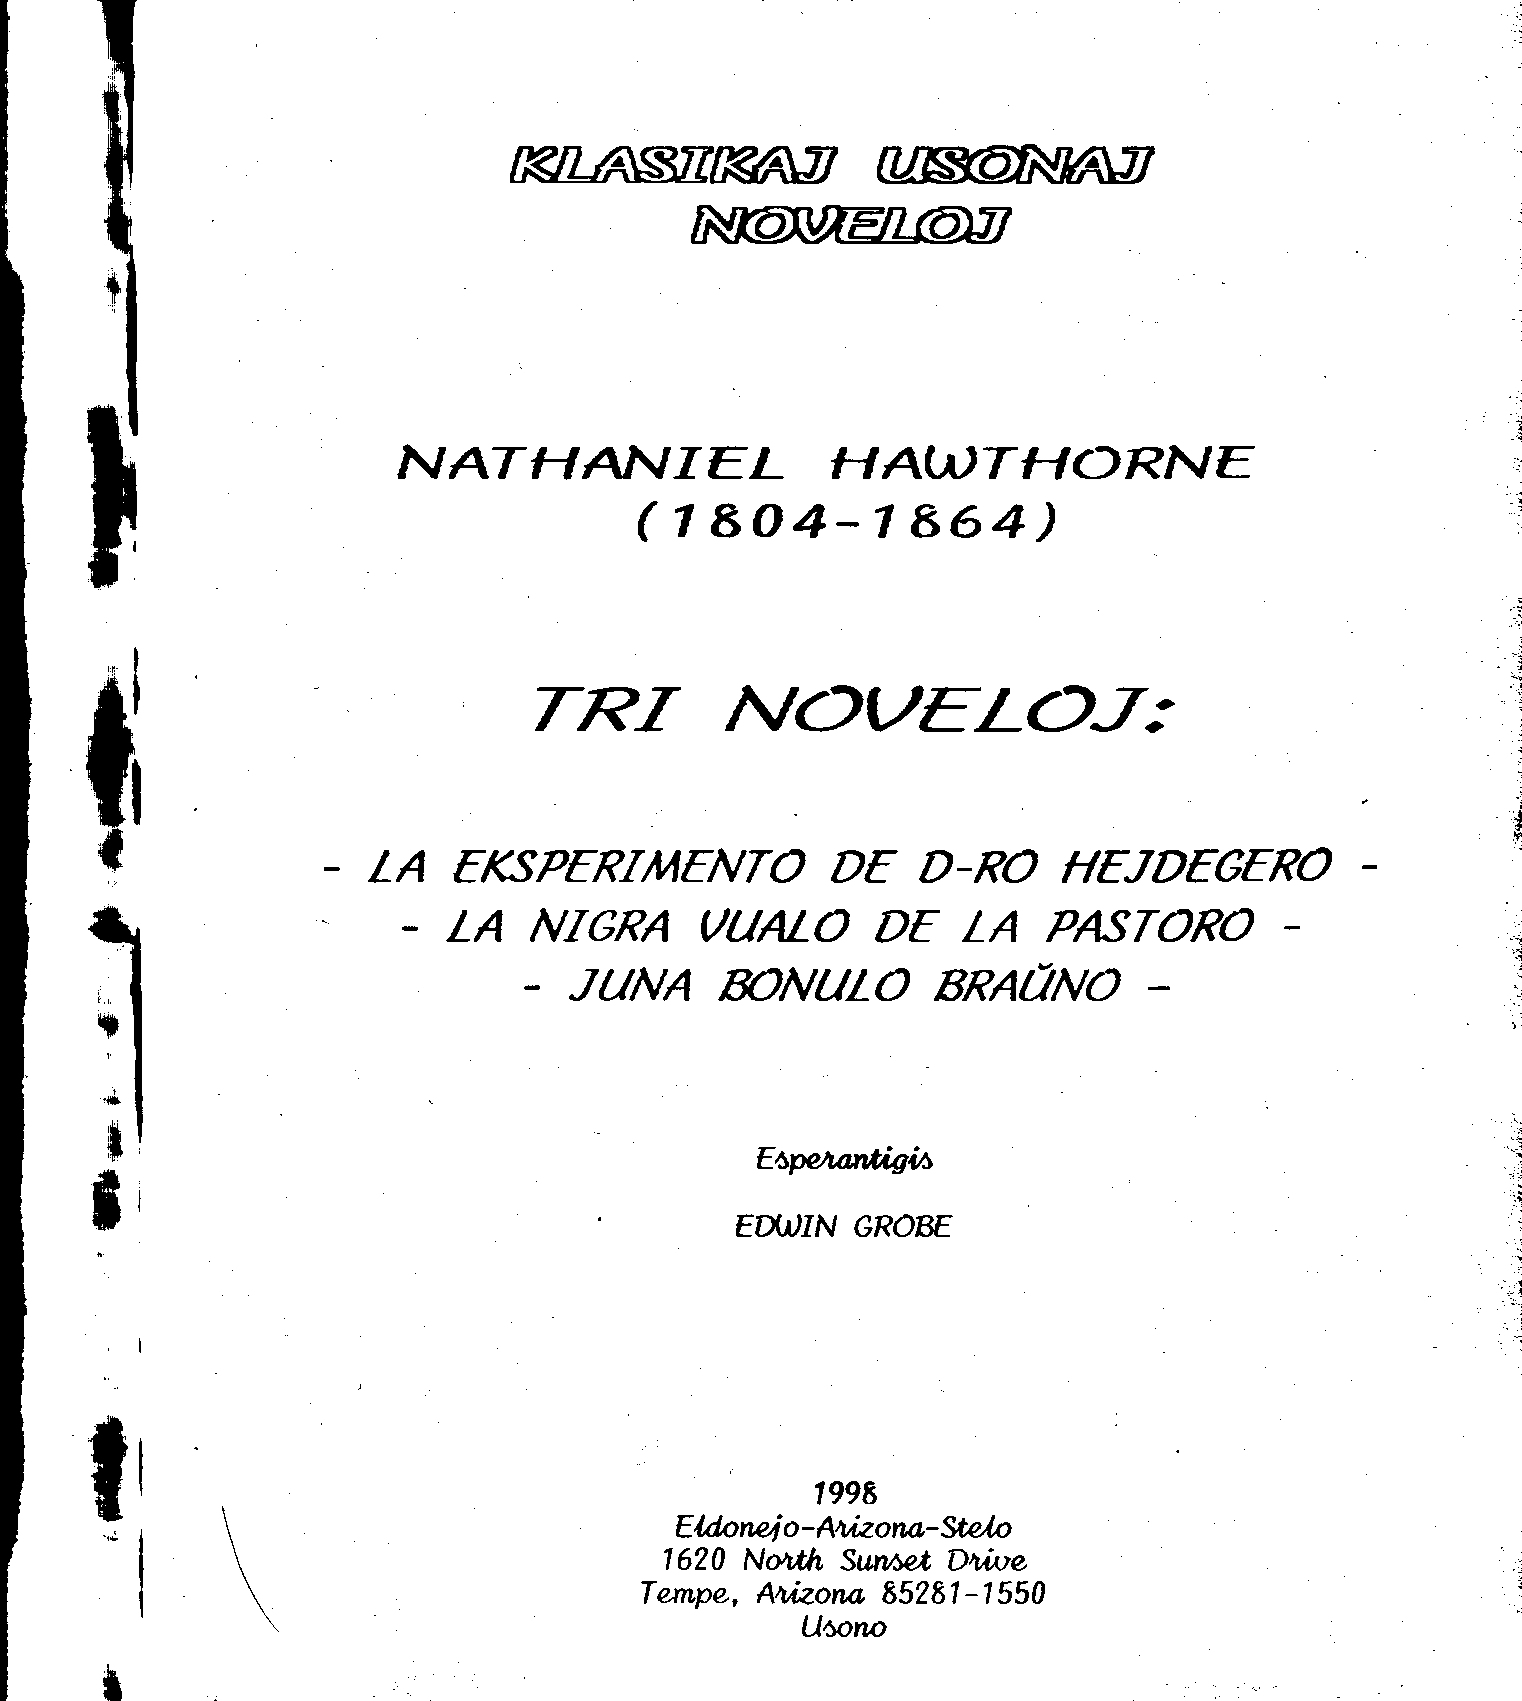 KLASIKAJ USONAJ
NOVELOJ
NATHANIEL HAWTHORNE
(1804-1864)
TRI NOVELOJ:
- LA EKSPERIMENTO DE D-RO HEJDEGERO -
- LA NIGRA VUALO DE LA PASTORO -
- JUNA BONULO BRAŬNO -
Esperantigis
EDWIN GROBE
1998
Eldonejo-Arizona-Stelo
1620 North Sunset Drive
Tempe, Arizona 85281-1550
Usono